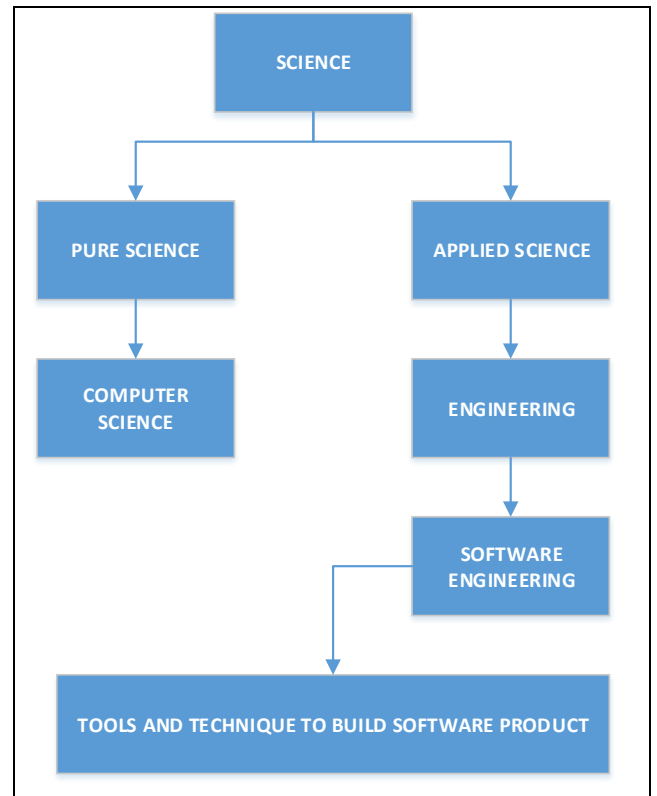 SCIENCE
PURE SCIENCE
APPLIED SCIENCE
COMPUTER
SCIENCE
ENGINEERING
SOFTWARE
ENGINEERING
TOOLS AND TECHNIQUE TO BUILD SOFTWARE PRODUCT